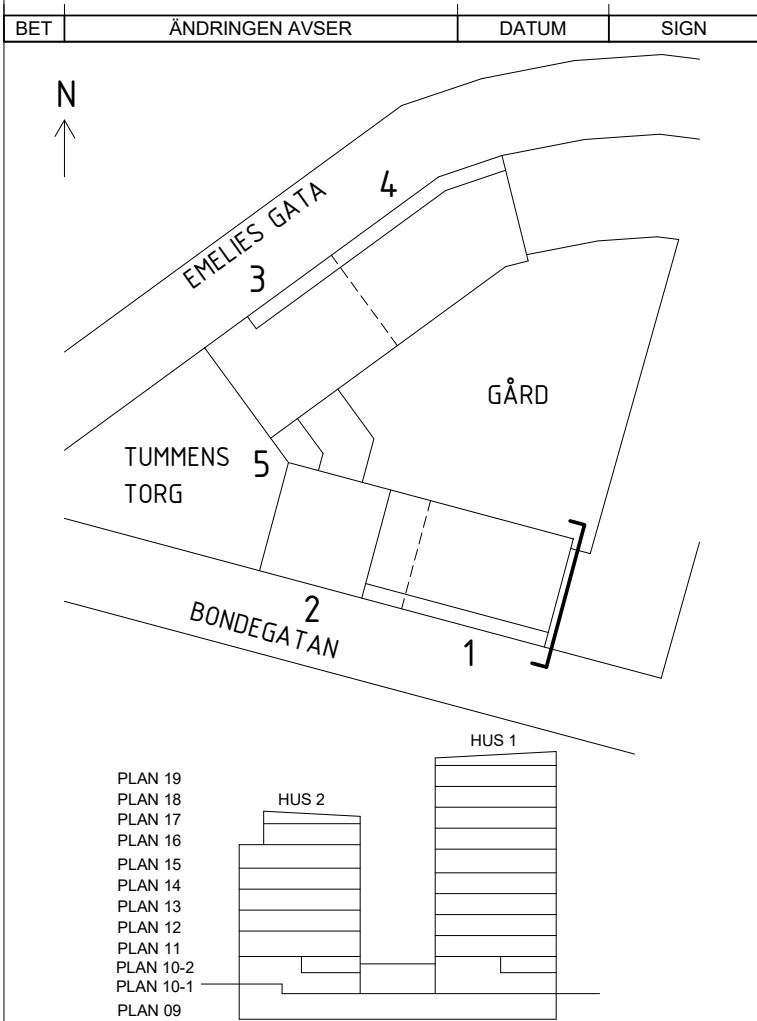 BET ÄNDRINGEN AVSER DATUM SIGN
N
4
EMELIES GATA
3
GÅRD
TUMMENS
TORG
5
2
BONDEGATAN
1
HUS 1
PLAN 19
PLAN 18
HUS 2
PLAN 17
PLAN 16
PLAN 15
PLAN 14
PLAN 13
PLAN 12
PLAN 11
PLAN 10-2
PLAN 10-1
PLAN 09